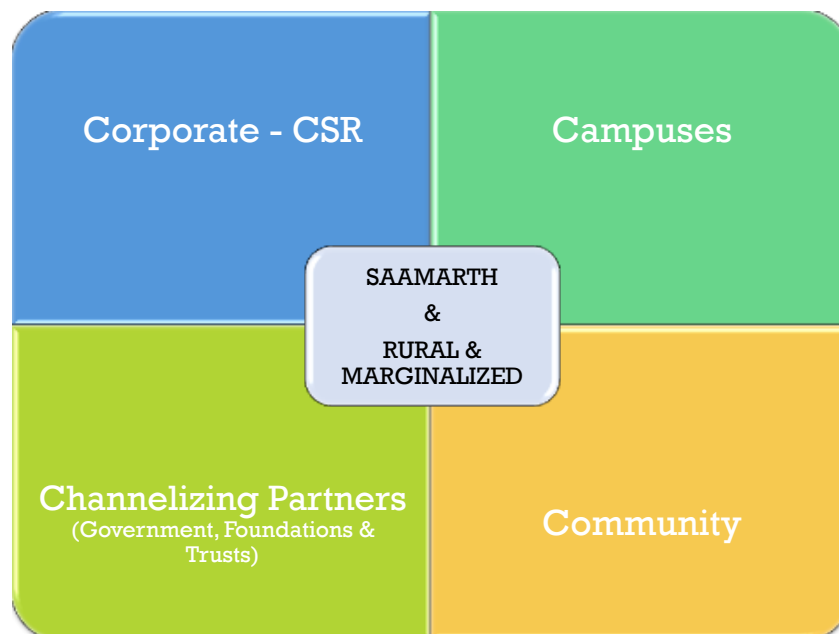 Corporate - CSR
Campuses
SAAMARTH
&
RURAL &
MARGINALIZED
Channelizing Partners
(Government, Foundations &
Trusts)
Community